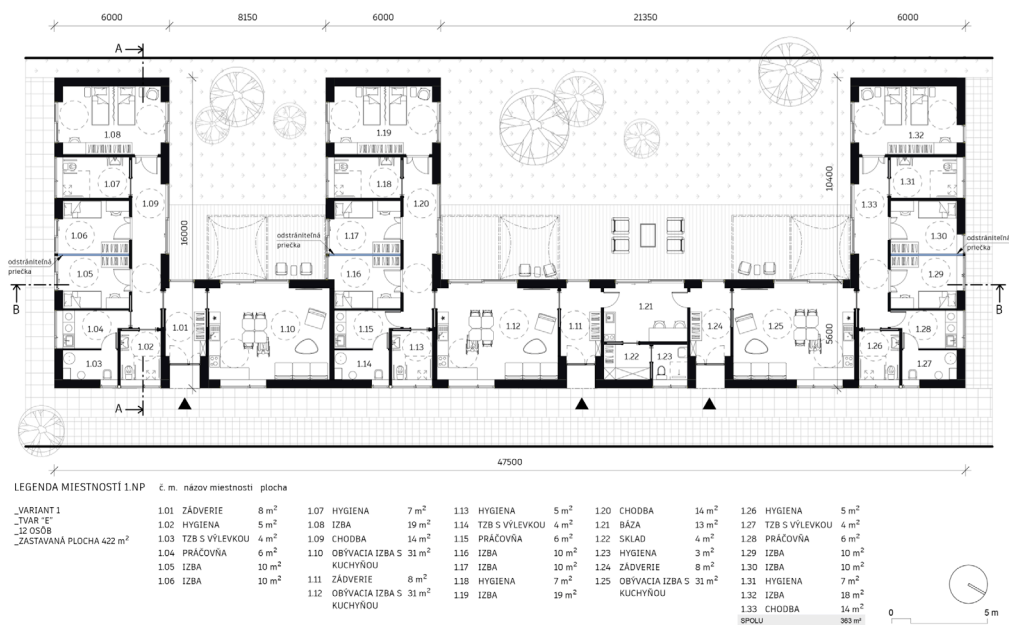 6000 8150 6000 21350 6000
A
1.08 1.19 1.32
1.07 1.18 1.31
1.09 1.20 1.33
10400
16000
1.06 1.17 1.30
odstrániteľná
priečka
odstrániteľná
priečka
odstrániteľná
priečka
1.05 1.16 1.29
B B
1.04 1.01 1.10 1.15 1.12 1.11 1.21 1.24 1.25 1.28
5600
1.03 1.02 1.14 1.13 1.22 1.23 1.26 1.27
A
47500
LEGENDA MIESTNOSTÍ 1.NP č. m. názov miestnosti plocha
_VARIANT 1
_TVAR "E"
_12 OSÔB
_ZASTAVANÁ PLOCHA 422 m²
1.01 ZÁDVERIE 8 m²
1.02 HYGIENA 5 m²
1.03 TZB S VÝLEVKOU 4 m²
1.04 PRÁČOVŇA 6 m²
1.05 IZBA 10 m²
1.06 IZBA 10 m²
1.07 HYGIENA 7 m²
1.08 IZBA 19 m²
1.09 CHODBA 14 m²
1.10 OBÝVACIA IZBA S 31 m²
KUCHYŇOU
1.11 ZÁDVERIE 8 m²
1.12 OBÝVACIA IZBA S 31 m²
KUCHYŇOU
1.13 HYGIENA 5 m²
1.14 TZB S VÝLEVKOU 4 m²
1.15 PRÁČOVŇA 6 m²
1.16 IZBA 10 m²
1.17 IZBA 10 m²
1.18 HYGIENA 7 m²
1.19 IZBA 19 m²
1.20 CHODBA 14 m²
1.21 BÁZA 13 m²
1.22 SKLAD 4 m²
1.23 HYGIENA 3 m²
1.24 ZÁDVERIE 8 m²
1.25 OBÝVACIA IZBA S 31 m²
KUCHYŇOU
1.26 HYGIENA 5 m²
1.27 TZB S VÝLEVKOU 4 m²
1.28 PRÁČOVŇA 6 m²
1.29 IZBA 10 m²
1.30 IZBA 10 m²
1.31 HYGIENA 7 m²
1.32 IZBA 18 m²
1.33 CHODBA 14 m²
SPOLU 363 m²
0 5 m